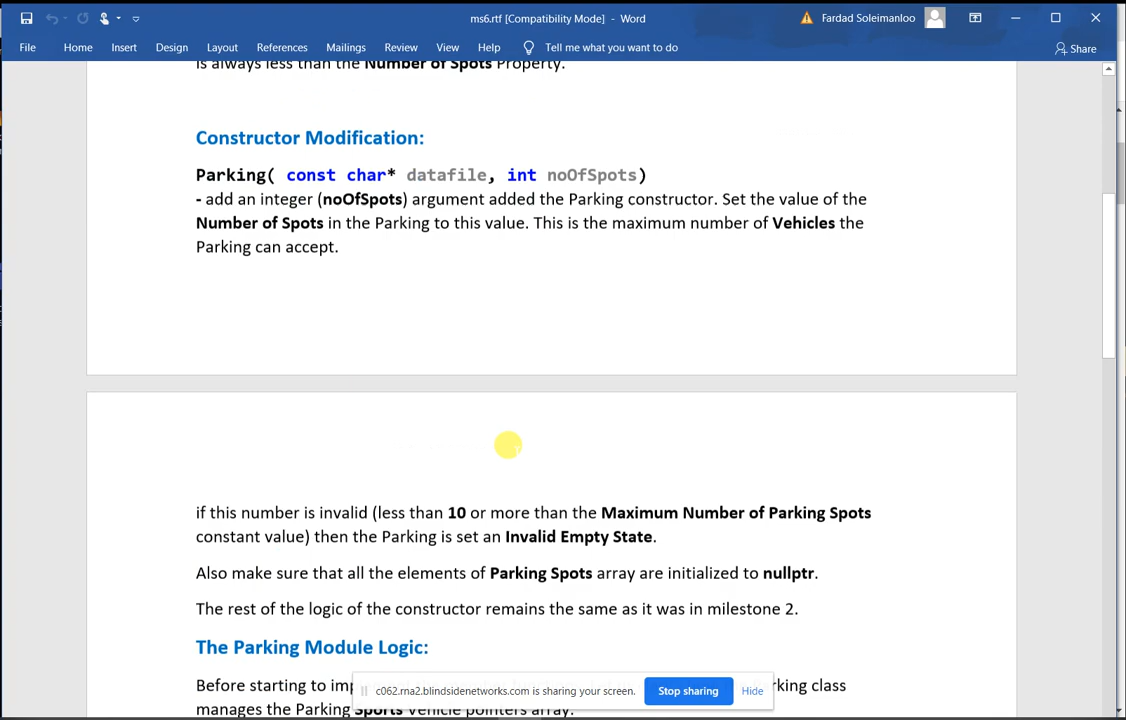 ms6.rtf [Compatibility Mode] - Word
Fardad Soleimanloo
File Home Insert Design Layout References Mailings Review View Help Tell me what you want to do Share
is always less than the Number of Spots Property.
Constructor Modification:
Parking( const char* datafile, int noOfSpots)
- add an integer (noOfSpots) argument added the Parking constructor. Set the value of the
Number of Spots in the Parking to this value. This is the maximum number of Vehicles the
Parking can accept.
if this number is invalid (less than 10 or more than the Maximum Number of Parking Spots
constant value) then the Parking is set an Invalid Empty State.
Also make sure that all the elements of Parking Spots array are initialized to nullptr.
The rest of the logic of the constructor remains the same as it was in milestone 2.
The Parking Module Logic:
Before starting to
rking class
manages the Parking Spots Vehicle pointers array.
c062.rna2.blindsidenetworks.com is sharing your screen. Stop sharing Hide